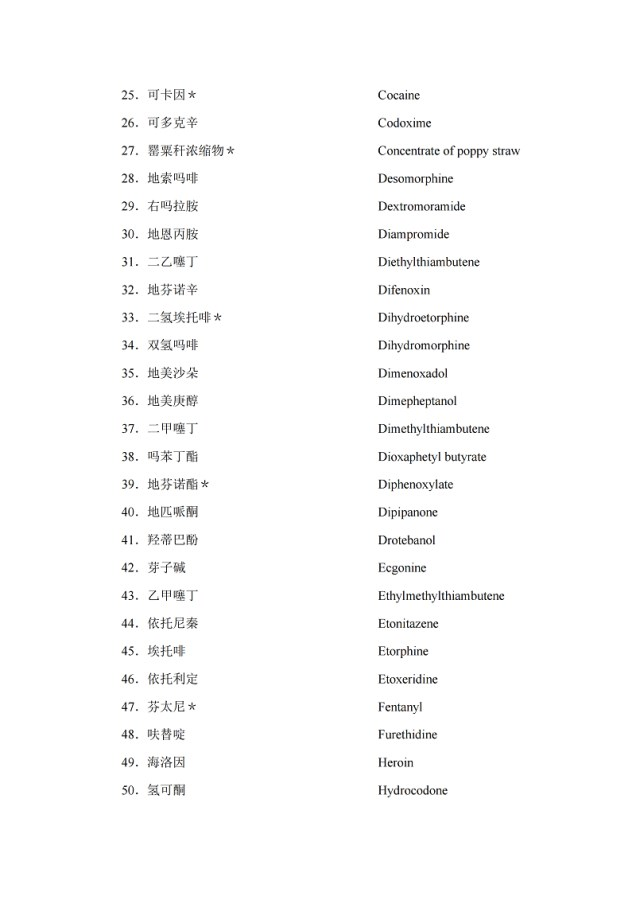 25．可卡因＊ Cocaine
26．可多克辛 Codoxime
27．罂粟秆浓缩物＊ Concentrate of poppy straw
28．地索吗啡 Desomorphine
29．右吗拉胺 Dextromoramide
30．地恩丙胺 Diampromide
31．二乙噻丁 Diethylthiambutene
32．地芬诺辛 Difenoxin
33．二氢埃托啡＊ Dihydroetorphine
34．双氢吗啡 Dihydromorphine
35．地美沙朵 Dimenoxadol
36．地美庚醇 Dimepheptanol
37．二甲噻丁 Dimethylthiambutene
38．吗苯丁酯 Dioxaphetyl butyrate
39．地芬诺酯＊ Diphenoxylate
40．地匹哌酮 Dipipanone
41．羟蒂巴酚 Drotebanol
42．芽子碱 Ecgonine
43．乙甲噻丁 Ethylmethylthiambutene
44．依托尼秦 Etonitazene
45．埃托啡 Etorphine
46．依托利定 Etoxeridine
47．芬太尼＊ Fentanyl
48．呋替啶 Furethidine
49．海洛因 Heroin
50．氢可酮 Hydrocodone